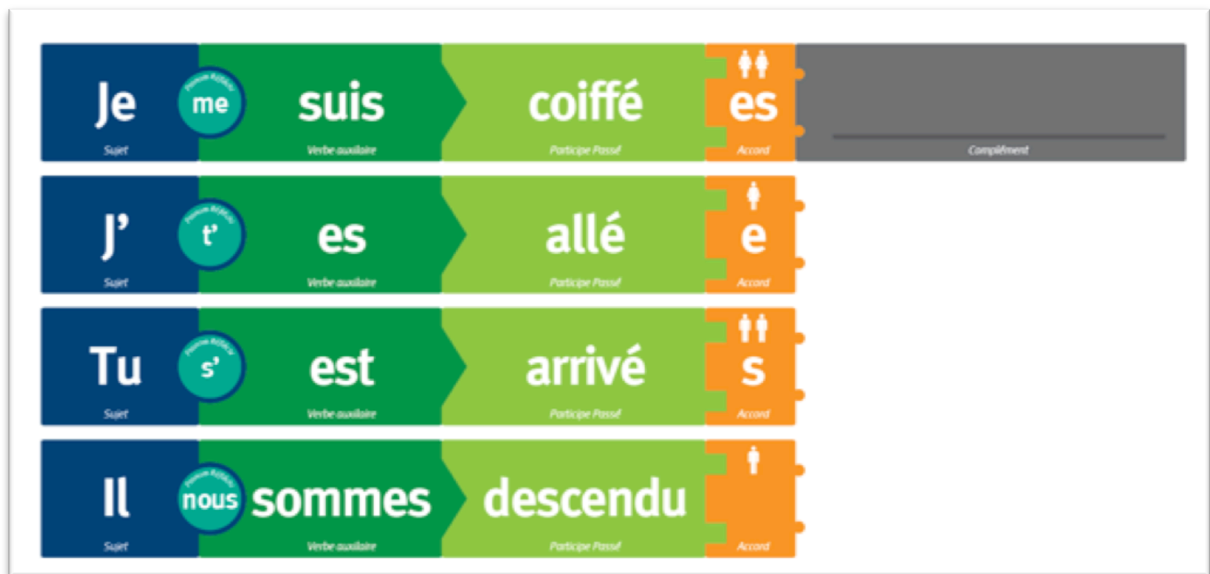 Je me suis coiffé es
Sujet Pronom Réfléchi Verbe auxiliaire Participe Passé Accord Complément
J' t' es allé e
Sujet Pronom Réfléchi Verbe auxiliaire Participe Passé Accord
Tu s' est arrivé s
Sujet Pronom Réfléchi Verbe auxiliaire Participe Passé Accord
Il nous sommes descendu
Sujet Pronom Réfléchi Verbe auxiliaire Participe Passé Accord